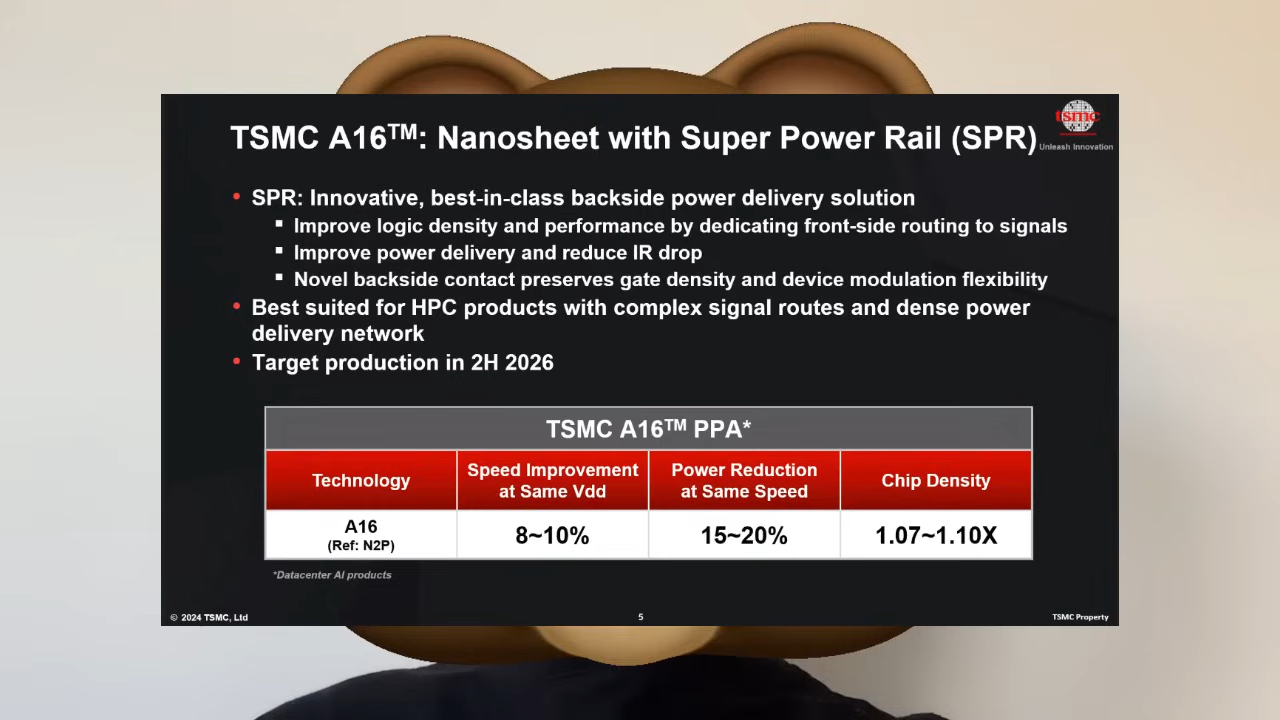 TSMC A16™: Nanosheet with Super Power Rail (SPR)
tsmc
Unleash Innovation
• SPR: Innovative, best-in-class backside power delivery solution
▪ Improve logic density and performance by dedicating front-side routing to signals
▪ Improve power delivery and reduce IR drop
▪ Novel backside contact preserves gate density and device modulation flexibility
• Best suited for HPC products with complex signal routes and dense power
delivery network
• Target production in 2H 2026
TSMC A16™ PPA*
Technology
Speed Improvement
at Same Vdd
Power Reduction
at Same Speed
Chip Density
A16
(Ref: N2P)
8~10%
15~20%
1.07~1.10X
*Datacenter AI products
© 2024 TSMC, Ltd
5
TSMC Property